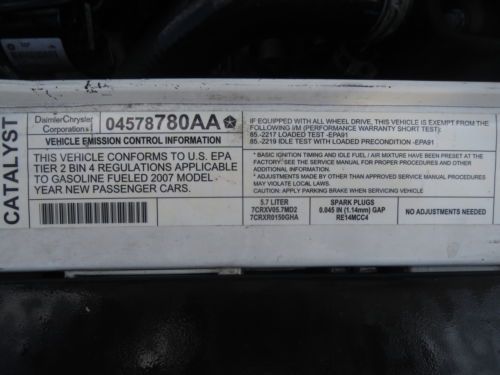 CATALYST
DaimlerChrysler
Corporation
04578780AA
VEHICLE EMISSION CONTROL INFORMATION
THIS VEHICLE CONFORMS TO U.S. EPA
TIER 2 BIN 4 REGULATIONS APPLICABLE
TO GASOLINE FUELED 2007 MODEL
YEAR NEW PASSENGER CARS.
IF EQUIPPED WITH ALL WHEEL DRIVE, THIS VEHICLE IS EXEMPT FROM THE
FOLLOWING I/M (PERFORMANCE WARRANTY SHORT TEST):
85.-2217 LOADED TEST -EPA91
85.-2219 IDLE TEST WITH LOADED PRECONDITION -EPA91.
* BASIC IGNITION TIMING AND IDLE FUEL / AIR MIXTURE HAVE BEEN PRESET AT THE
FACTORY. SEE THE SERVICE MANUAL FOR ADDITIONAL INFORMATION.
* ADJUSTMENTS MADE BY OTHER THAN APPROVED SERVICE MANUAL PROCEDURES MAY
VIOLATE STATE AND FEDERAL LAWS.
CAUTION: APPLY PARKING BRAKE WHEN SERVICING VEHICLE
5.7 LITER
7CRXV05.7MD2
7CRXR0150GHA
SPARK PLUGS
0.045 IN (1.14mm) GAP
RE14MCC4
NO ADJUSTMENTS NEEDED